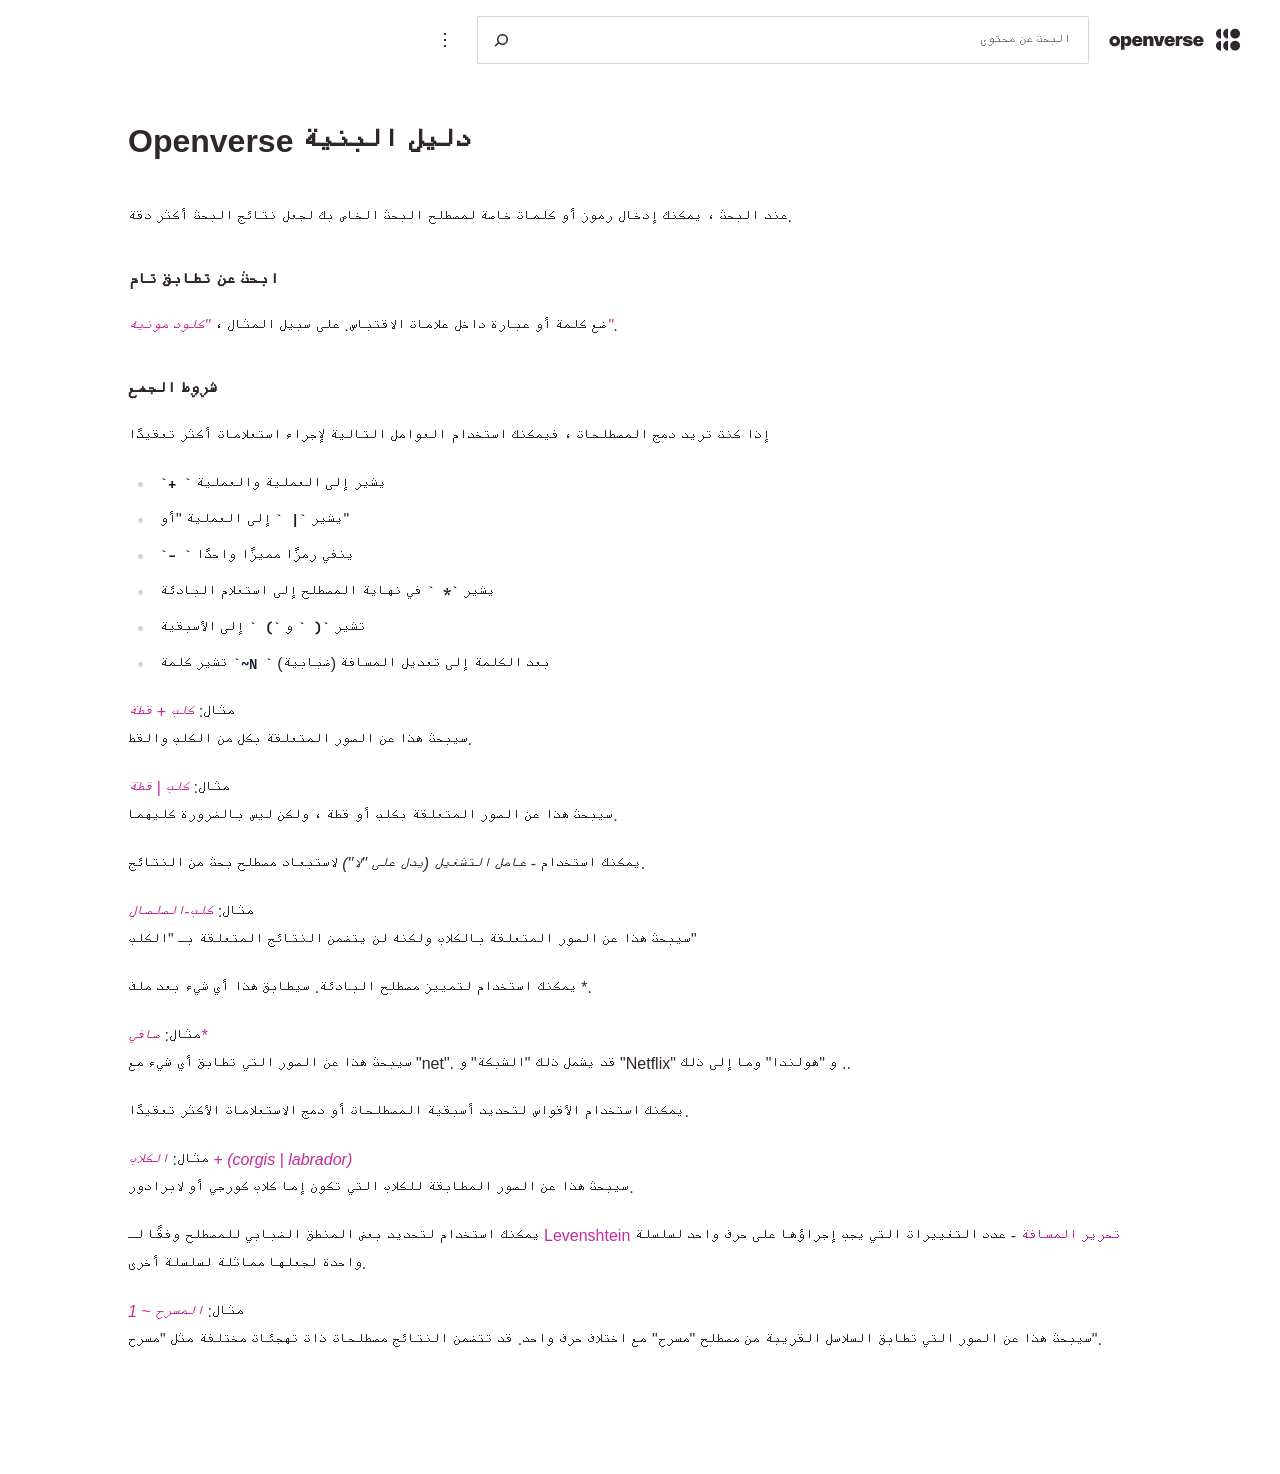 openverse
البحث عن محتوى
دليل البنية Openverse
عند البحث ، يمكنك إدخال رموز أو كلمات خاصة لمصطلح البحث الخاص بك لجعل نتائج البحث أكثر دقة.
ابحث عن تطابق تام
ضع كلمة أو عبارة داخل علامات الاقتباس. على سبيل المثال ، "كلود مونيه".
شروط الجمع
إذا كنت تريد دمج المصطلحات ، فيمكنك استخدام العوامل التالية لإجراء استعلامات أكثر تعقيدًا
يشير إلى العملية والعملية ` +`
يشير ` | ` إلى العملية "أو"
ينفي رمزًا مميزًا واحدًا ` -`
يشير ` * ` في نهاية المصطلح إلى استعلام البادئة
تشير ` ( ` و ` ) ` إلى الأسبقية
بعد الكلمة إلى تعديل المسافة (ضبابية) ` ~N` تشير كلمة
مثال: كلب + قطة
سيبحث هذا عن الصور المتعلقة بكل من الكلب والقط.
مثال: كلب | قطة
سيبحث هذا عن الصور المتعلقة بكلب أو قطة ، ولكن ليس بالضرورة كليهما.
يمكنك استخدام - عامل التشغيل (يدل على "لا") لاستبعاد مصطلح بحث من النتائج.
مثال: كلب-الصلصال
سيبحث هذا عن الصور المتعلقة بالكلاب ولكنه لن يتضمن النتائج المتعلقة بـ "الكلب"
* يمكنك استخدام لتمييز مصطلح البادئة. سيطابق هذا أي شيء بعد ملف.
مثال: صافي*
سيبحث هذا عن الصور التي تطابق أي شيء مع "net". قد يشمل ذلك "الشبكة" و "Netflix" و "هولندا" وما إلى ذلك ..
يمكنك استخدام الأقواس لتحديد أسبقية المصطلحات أو دمج الاستعلامات الأكثر تعقيدًا.
مثال: الكلاب + (corgis | labrador)
سيبحث هذا عن الصور المطابقة للكلاب التي تكون إما كلاب كورجي أو لابرادور.
يمكنك استخدام لتحديد بعض المنطق الضبابي للمصطلح وفقًا لـ Levenshtein تحرير المسافة - عدد التغييرات التي يجب إجراؤها على حرف واحد لسلسلة
واحدة لجعلها مماثلة لسلسلة أخرى.
مثال: المسرح ~ 1
سيبحث هذا عن الصور التي تطابق السلاسل القريبة من مصطلح "مسرح" مع اختلاف حرف واحد. قد تتضمن النتائج مصطلحات ذات تهجئات مختلفة مثل "مسرح".